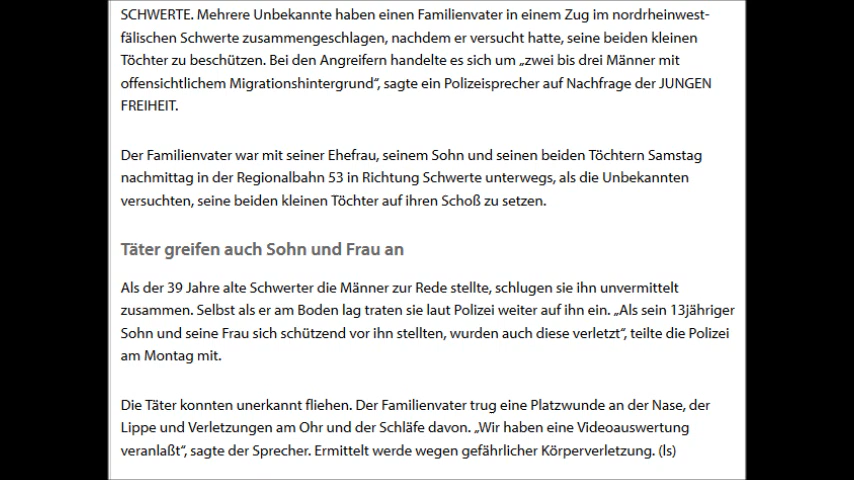 SCHWERTE. Mehrere Unbekannte haben einen Familienvater in einem Zug im nordrheinwest-
fälischen Schwerte zusammengeschlagen, nachdem er versucht hatte, seine beiden kleinen
Töchter zu beschützen. Bei den Angreifern handelte es sich um „zwei bis drei Männer mit
offensichtlichem Migrationshintergrund“, sagte ein Polizeisprecher auf Nachfrage der JUNGEN
FREIHEIT.
Der Familienvater war mit seiner Ehefrau, seinem Sohn und seinen beiden Töchtern Samstag
nachmittag in der Regionalbahn 53 in Richtung Schwerte unterwegs, als die Unbekannten
versuchten, seine beiden kleinen Töchter auf ihren Schoß zu setzen.
Täter greifen auch Sohn und Frau an
Als der 39 Jahre alte Schwerter die Männer zur Rede stellte, schlugen sie ihn unvermittelt
zusammen. Selbst als er am Boden lag traten sie laut Polizei weiter auf ihn ein. „Als sein 13jähriger
Sohn und seine Frau sich schützend vor ihn stellten, wurden auch diese verletzt“, teilte die Polizei
am Montag mit.
Die Täter konnten unerkannt fliehen. Der Familienvater trug eine Platzwunde an der Nase, der
Lippe und Verletzungen am Ohr und der Schläfe davon. „Wir haben eine Videoauswertung
veranlaßt“, sagte der Sprecher. Ermittelt werde wegen gefährlicher Körperverletzung. (ls)